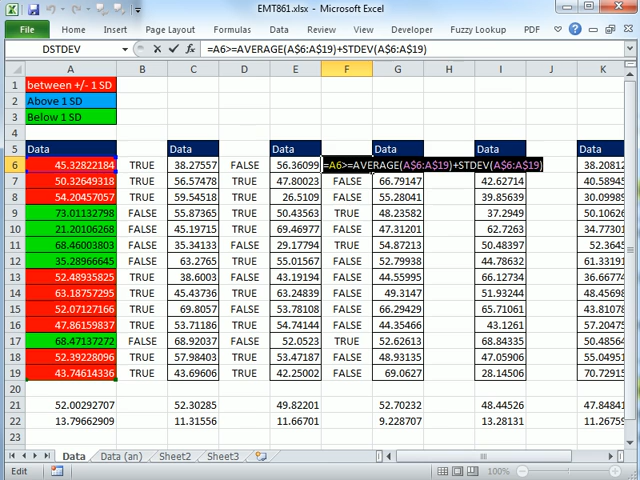 EMT861.xlsx - Microsoft Excel
File Home Insert Page Layout Formulas Data Review View Developer Fuzzy Lookup PDF
DSTDEV fx =A6>=AVERAGE(A$6:A$19)+STDEV(A$6:A$19)
A B C D E F G H I J K
1 between +/- 1 SD
2 Above 1 SD
3 Below 1 SD
4
5 Data Data Data Data Data Data
6 45.32822184 TRUE 38.27557 FALSE 56.36099 =A6>=AVERAGE(A$6:A$19)+STDEV(A$6:A$19) 38.20812
7 50.32649318 TRUE 56.57478 TRUE 47.80023 FALSE 66.79147 42.62714 40.58945
8 54.20457057 TRUE 59.54518 TRUE 26.5109 FALSE 55.28041 39.85639 30.09989
9 73.01132798 FALSE 55.87365 TRUE 50.43563 TRUE 48.23582 37.2949 50.10626
10 21.20106268 FALSE 45.19715 TRUE 69.46977 FALSE 47.31201 62.7263 34.77301
11 68.46003803 FALSE 35.34133 FALSE 29.17794 TRUE 54.87213 50.48397 52.3645
12 35.28966645 FALSE 63.2765 TRUE 55.01567 FALSE 52.79938 44.78632 61.33191
13 52.48935825 TRUE 38.6003 TRUE 43.19194 FALSE 44.55995 66.12734 36.66774
14 63.18757295 TRUE 45.43736 TRUE 63.24839 FALSE 49.3147 51.93244 48.45698
15 52.07127166 TRUE 69.8057 TRUE 53.78108 FALSE 66.29429 65.71061 43.81078
16 47.86159837 TRUE 53.71186 TRUE 54.74144 FALSE 44.35466 43.1261 57.20475
17 68.47137272 FALSE 68.92037 FALSE 52.0523 TRUE 52.62613 68.84335 50.48564
18 52.39228096 TRUE 57.98403 TRUE 53.47187 FALSE 48.93135 47.05906 55.04951
19 43.74614336 TRUE 43.69606 TRUE 42.25002 FALSE 69.0627 28.14506 70.72915
20
21 52.00292707 52.30285 49.82201 52.70232 48.44526 47.84841
22 13.79662909 11.31556 11.66701 9.228707 13.28131 11.26759
23
Data Data (an) Sheet2 Sheet3
Edit 100%